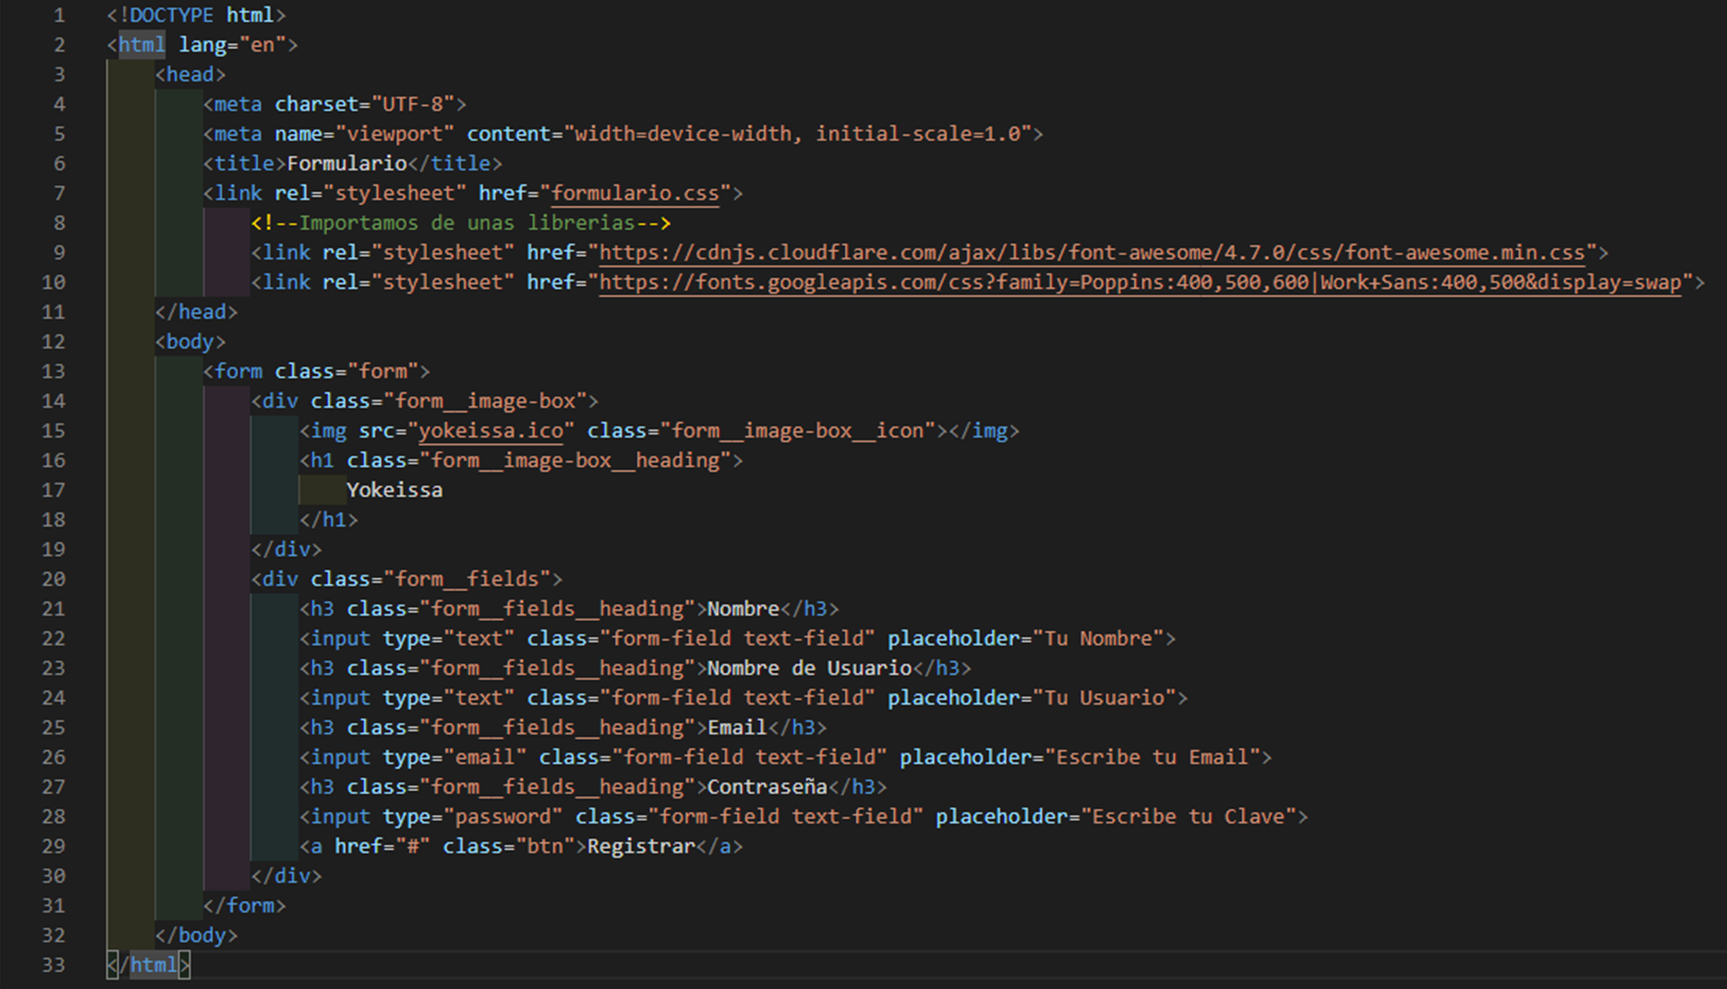 1 <!DOCTYPE html>
2 <html lang="en">
3 <head>
4 <meta charset="UTF-8">
5 <meta name="viewport" content="width=device-width, initial-scale=1.0">
6 <title>Formulario</title>
7 <link rel="stylesheet" href="formulario.css">
8 <!--Importamos de unas librerias-->
9 <link rel="stylesheet" href="https://cdnjs.cloudflare.com/ajax/libs/font-awesome/4.7.0/css/font-awesome.min.css">
10 <link rel="stylesheet" href="https://fonts.googleapis.com/css?family=Poppins:400,500,600|Work+Sans:400,500&display=swap">
11 </head>
12 <body>
13 <form class="form">
14 <div class="form__image-box">
15 <img src="yokeissa.ico" class="form__image-box__icon"></img>
16 <h1 class="form__image-box__heading">
17 Yokeissa
18 </h1>
19 </div>
20 <div class="form__fields">
21 <h3 class="form__fields__heading">Nombre</h3>
22 <input type="text" class="form-field text-field" placeholder="Tu Nombre">
23 <h3 class="form__fields__heading">Nombre de Usuario</h3>
24 <input type="text" class="form-field text-field" placeholder="Tu Usuario">
25 <h3 class="form__fields__heading">Email</h3>
26 <input type="email" class="form-field text-field" placeholder="Escribe tu Email">
27 <h3 class="form__fields__heading">Contraseña</h3>
28 <input type="password" class="form-field text-field" placeholder="Escribe tu Clave">
29 <a href="#" class="btn">Registrar</a>
30 </div>
31 </form>
32 </body>
33 </html>